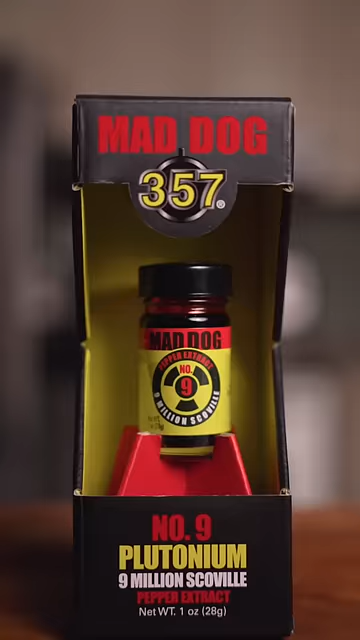 MAD DOG
357®
MAD DOG
PEPPER EXTRACT
NO.
9
9 MILLION SCOVILLE
NO. 9
PLUTONIUM
9 MILLION SCOVILLE
PEPPER EXTRACT
Net WT. 1 oz (28g)